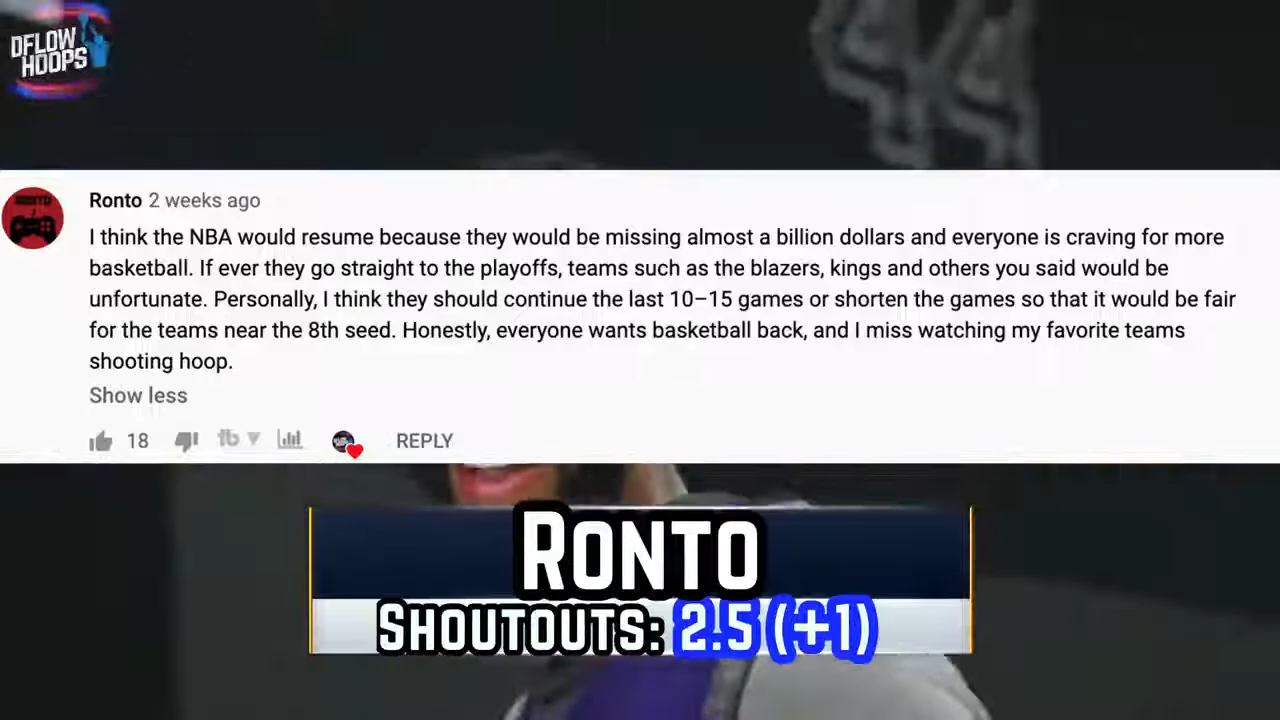 DFLOW
HOOPS
Ronto 2 weeks ago
I think the NBA would resume because they would be missing almost a billion dollars and everyone is craving for more
basketball. If ever they go straight to the playoffs, teams such as the blazers, kings and others you said would be
unfortunate. Personally, I think they should continue the last 10–15 games or shorten the games so that it would be fair
for the teams near the 8th seed. Honestly, everyone wants basketball back, and I miss watching my favorite teams
shooting hoop.
Show less
18 REPLY
RONTO
SHOUTOUTS: 2.5 (+1)